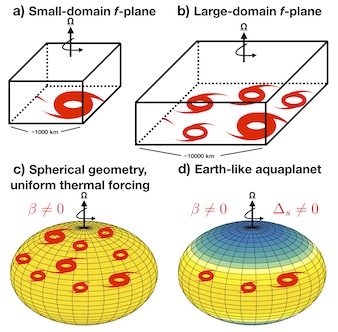 a) Small-domain f-plane
Ω
~1000 km
b) Large-domain f-plane
Ω
~10000 km
c) Spherical geometry,
uniform thermal forcing
Ω
β ≠ 0
d) Earth-like aquaplanet
Ω
β ≠ 0
Δₛ ≠ 0